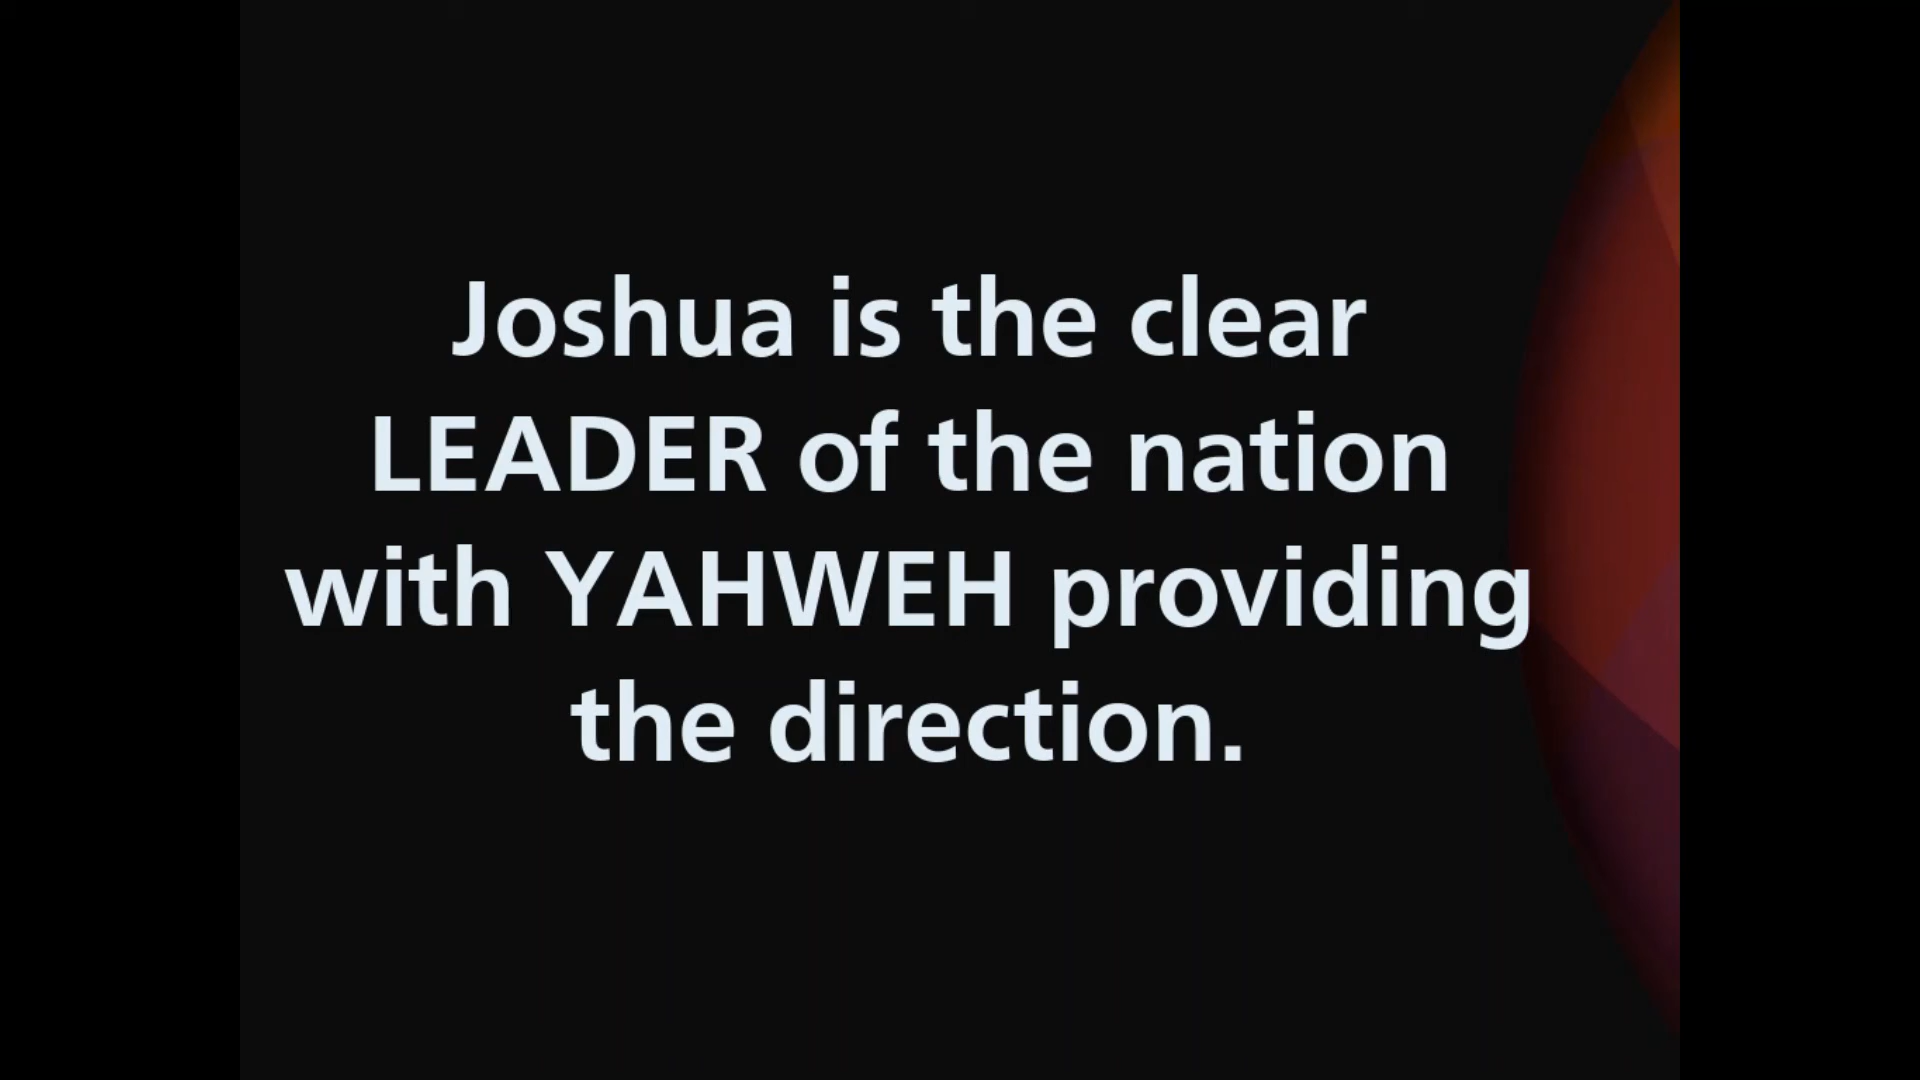 Joshua is the clear
LEADER of the nation
with YAHWEH providing
the direction.